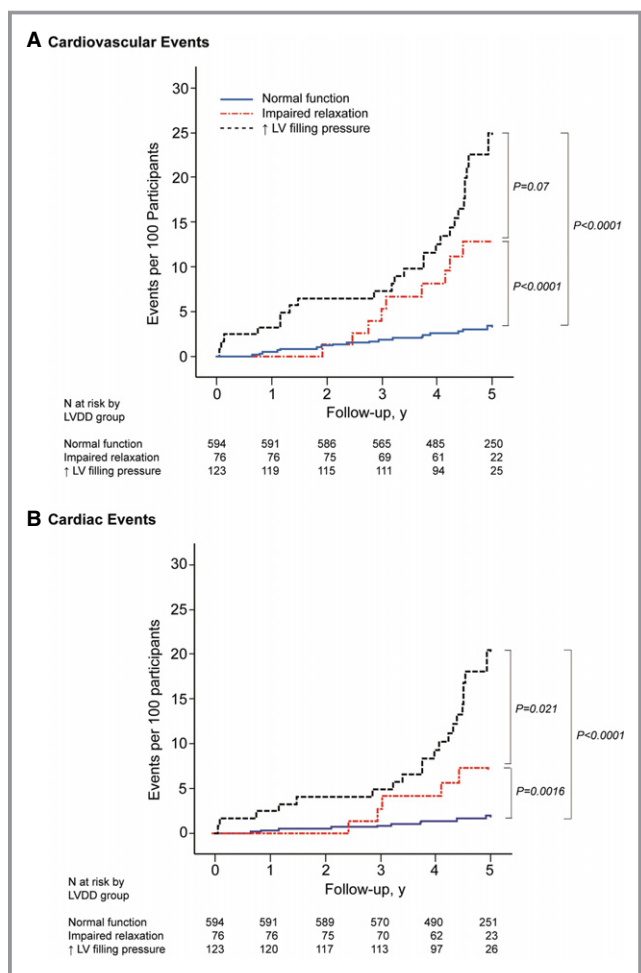 A Cardiovascular Events
30
25
20
15
10
5
0
Events per 100 Participants
Normal function
Impaired relaxation
↑ LV filling pressure
P=0.07
P<0.0001
P<0.0001
0 1 2 3 4 5
Follow-up, y
N at risk by
LVDD group
Normal function 594 591 586 565 485 250
Impaired relaxation 76 76 75 69 61 22
↑ LV filling pressure 123 119 115 111 94 25
B Cardiac Events
30
25
20
15
10
5
0
Events per 100 participants
P=0.021
P<0.0001
P=0.0016
0 1 2 3 4 5
Follow-up, y
N at risk by
LVDD group
Normal function 594 591 589 570 490 251
Impaired relaxation 76 76 75 70 62 23
↑ LV filling pressure 123 120 117 113 97 26